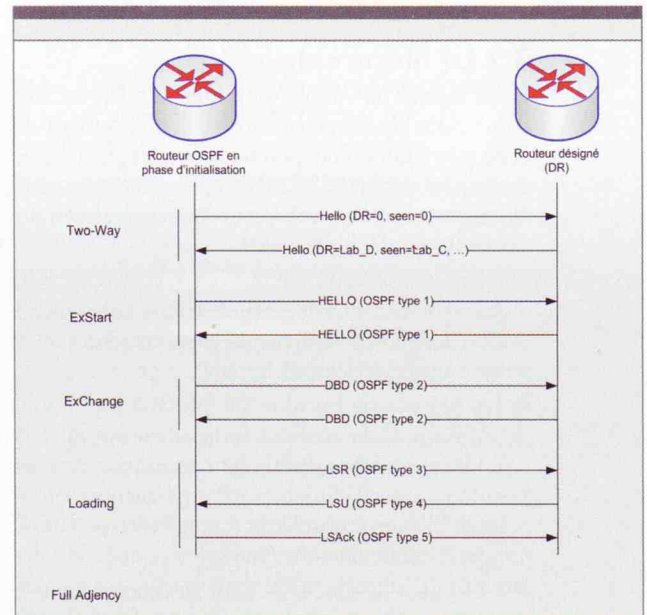 Routeur OSPF en
phase d'initialisation
Routeur désigné
(DR)
Two-Way
Hello (DR=0, seen=0)
Hello (DR=Lab_D, seen=Lab_C, ...)
ExStart
HELLO (OSPF type 1)
HELLO (OSPF type 1)
ExChange
DBD (OSPF type 2)
DBD (OSPF type 2)
Loading
LSR (OSPF type 3)
LSU (OSPF type 4)
LSAck (OSPF type 5)
Full Adjency